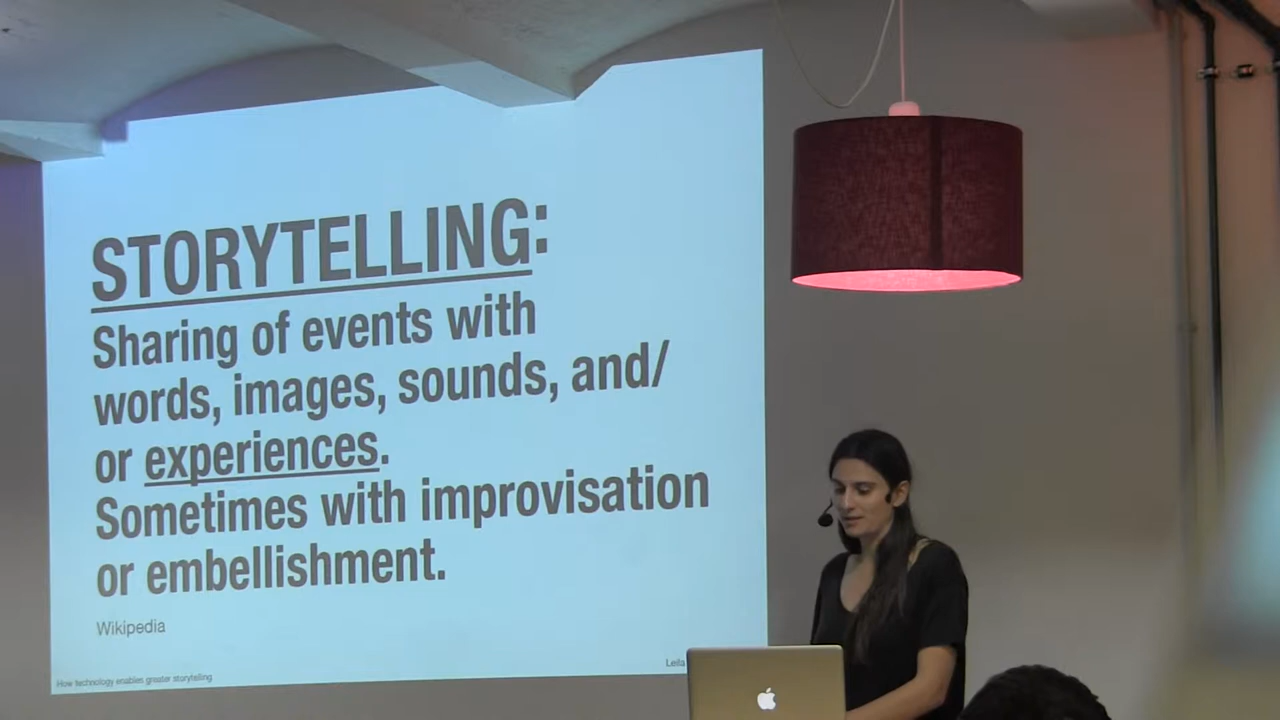 STORYTELLING:
Sharing of events with
words, images, sounds, and/
or experiences.
Sometimes with improvisation
or embellishment.
Wikipedia
Leila
How technology enables greater storytelling